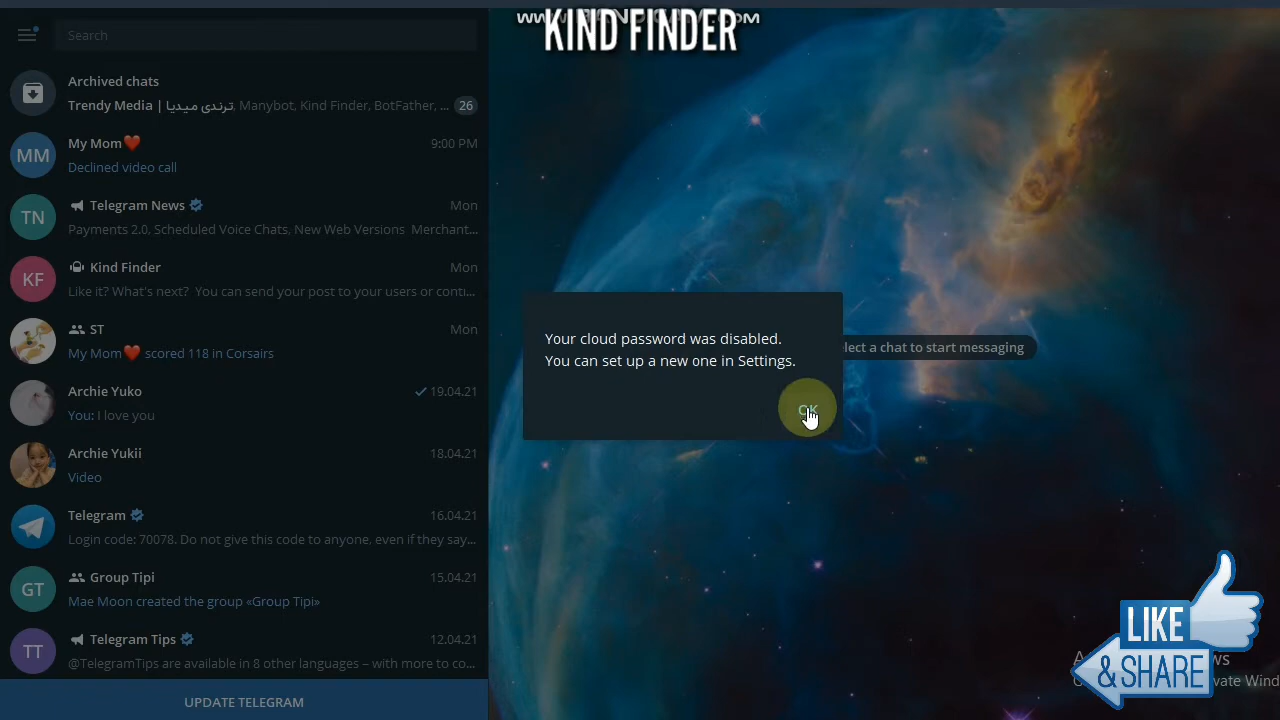 Search
KIND FINDER
Archived chats
Trendy Media | ترندی میدیا, Manybot, Kind Finder, BotFather, ...
26
MM
My Mom❤️
9:00 PM
Declined video call
TN
Telegram News
Mon
Payments 2.0, Scheduled Voice Chats, New Web Versions Merchant...
KF
Kind Finder
Mon
Like it? What's next? You can send your post to your users or conti...
ST
Mon
My Mom❤️ scored 118 in Corsairs
Archie Yuko
19.04.21
You: I love you
Archie Yukii
18.04.21
Video
Telegram
16.04.21
Login code: 70078. Do not give this code to anyone, even if they say...
GT
Group Tipi
15.04.21
Mae Moon created the group «Group Tipi»
TT
Telegram Tips
12.04.21
@TelegramTips are available in 8 other languages – with more to co...
UPDATE TELEGRAM
Your cloud password was disabled.
You can set up a new one in Settings.
OK
a chat to start messaging
LIKE
& SHARE